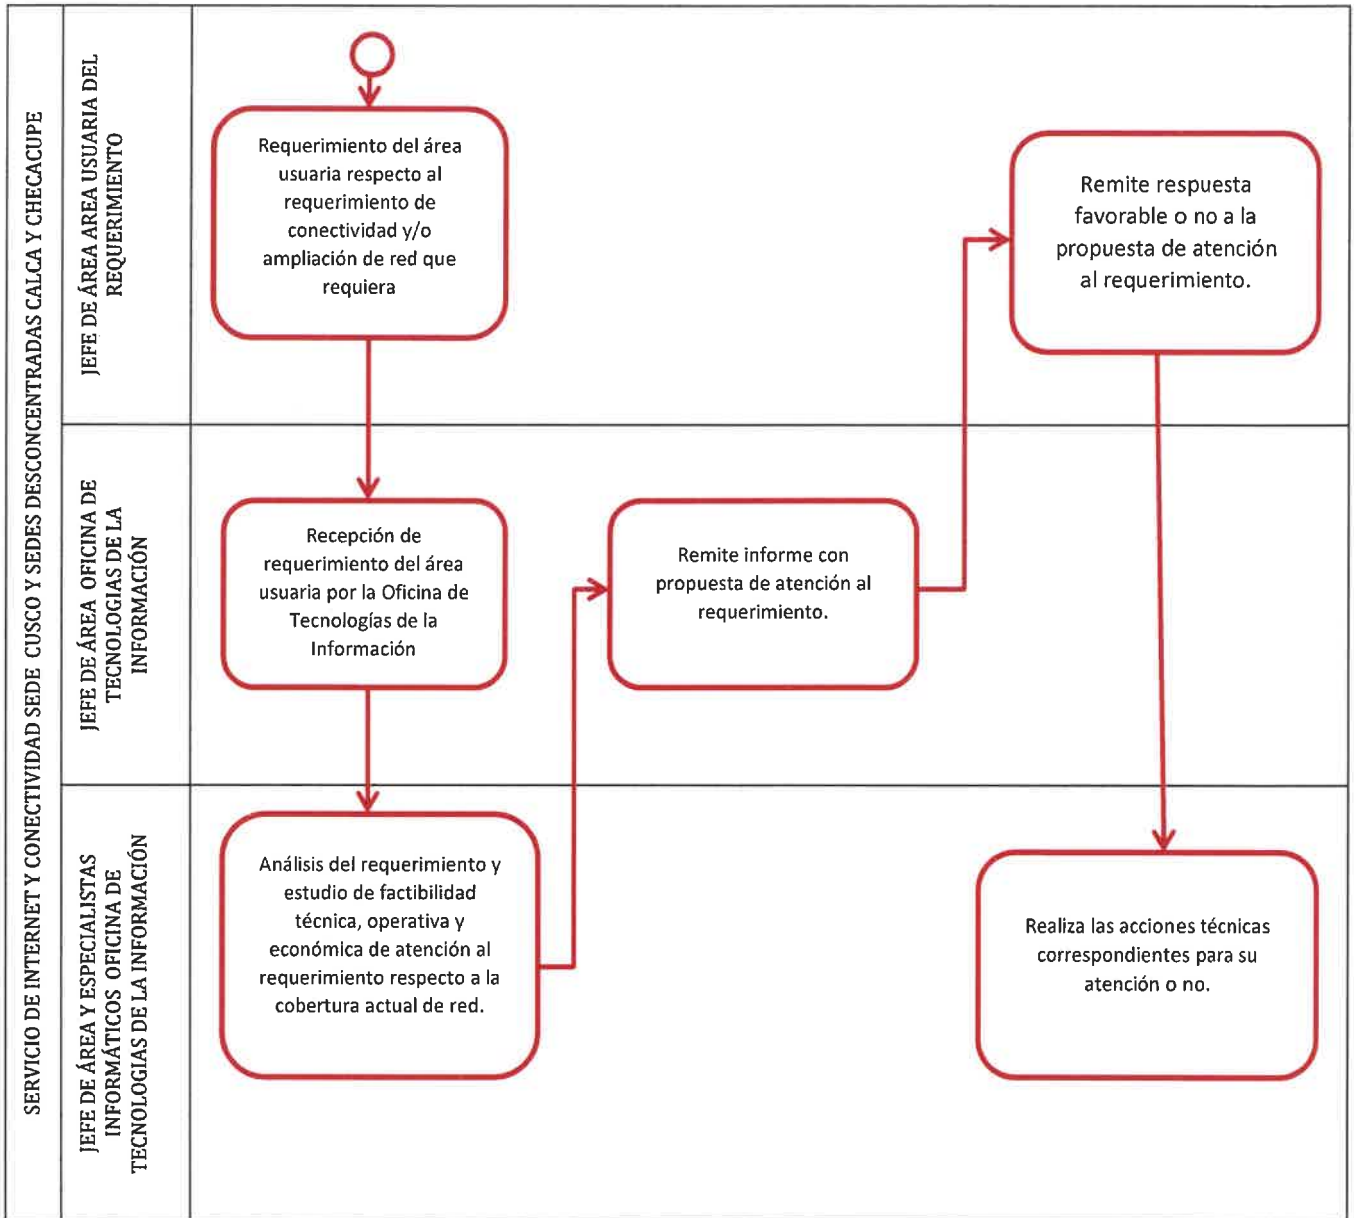 SERVICIO DE INTERNET Y CONECTIVIDAD SEDE CUSCO Y SEDES DESCONCENTRADAS CALCA Y CHECACUPE
JEFE DE ÁREA AREA USUARIA DEL
REQUERIMIENTO
Requerimiento del área
usuaria respecto al
requerimiento de
conectividad y/o
ampliación de red que
requiera
Remite respuesta
favorable o no a la
propuesta de atención
al requerimiento.
JEFE DE ÁREA OFICINA DE
TECNOLOGIAS DE LA
INFORMACIÓN
Recepción de
requerimiento del área
usuaria por la Oficina de
Tecnologías de la
Información
Remite informe con
propuesta de atención al
requerimiento.
JEFE DE ÁREA Y ESPECIALISTAS
INFORMÁTICOS OFICINA DE
TECNOLOGIAS DE LA INFORMACIÓN
Análisis del requerimiento y
estudio de factibilidad
técnica, operativa y
económica de atención al
requerimiento respecto a la
cobertura actual de red.
Realiza las acciones técnicas
correspondientes para su
atención o no.